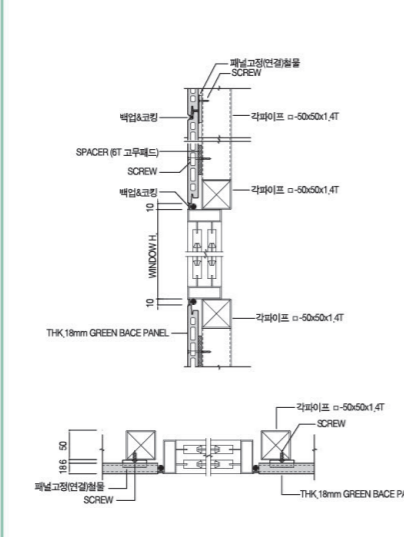 패널고정(연결)철물
SCREW
백업&코킹
각파이프 □-50x50x1.4T
SPACER (6T 고무패드)
SCREW
각파이프 □-50x50x1.4T
백업&코킹
10
WINDOW H.
10
각파이프 □-50x50x1.4T
THK.18mm GREEN BACE PANEL
각파이프 □-50x50x1.4T
SCREW
50
186
패널고정(연결)철물
SCREW
THK.18mm GREEN BACE PA